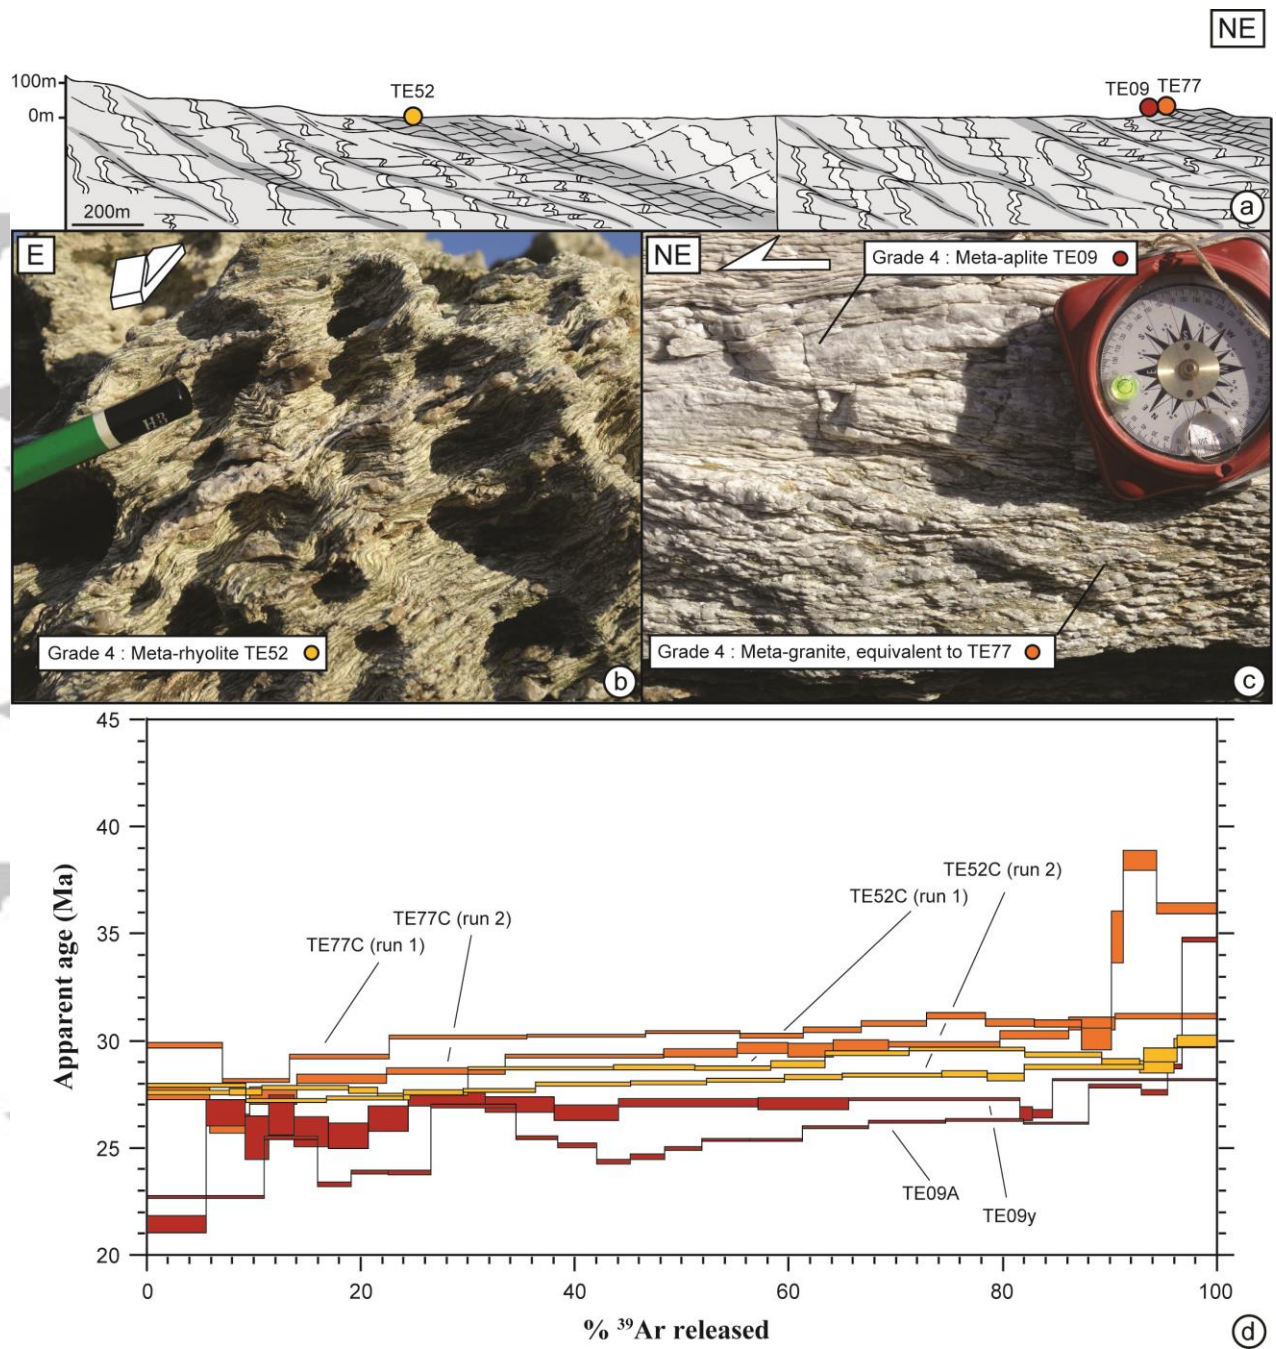 NE
100m
0m
TE52
TE09 TE77
200m
a
E
HB
Grade 4 : Meta-rhyolite TE52
b
NE
Grade 4 : Meta-aplite TE09
Grade 4 : Meta-granite, equivalent to TE77
c
45
40
35
30
25
20
Apparent age (Ma)
TE77C (run 1)
TE77C (run 2)
TE52C (run 1)
TE52C (run 2)
TE09A
TE09y
0 20 40 60 80 100
% ³⁹Ar released
d